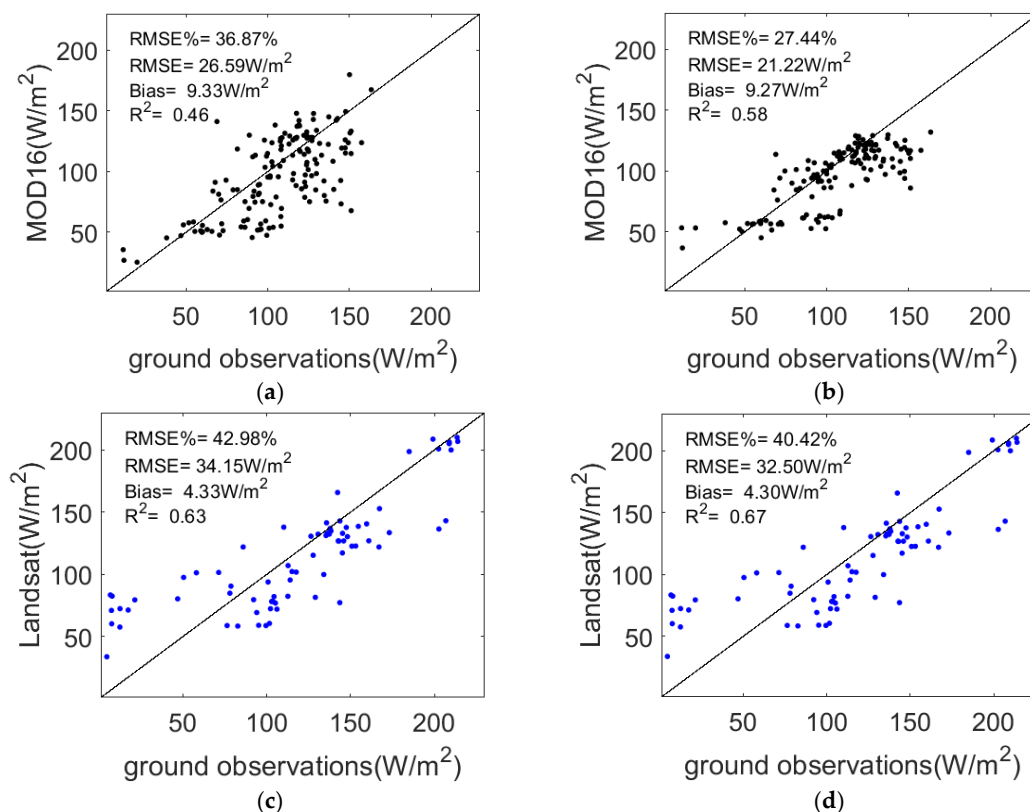 RMSE%= 36.87%
RMSE= 26.59W/m²
Bias= 9.33W/m²
R²= 0.46
200
150
100
50
MOD16(W/m²)
50 100 150 200
ground observations(W/m²)
(a)
RMSE%= 27.44%
RMSE= 21.22W/m²
Bias= 9.27W/m²
R²= 0.58
200
150
100
50
MOD16(W/m²)
50 100 150 200
ground observations(W/m²)
(b)
RMSE%= 42.98%
RMSE= 34.15W/m²
Bias= 4.33W/m²
R²= 0.63
200
150
100
50
Landsat(W/m²)
50 100 150 200
ground observations(W/m²)
(c)
RMSE%= 40.42%
RMSE= 32.50W/m²
Bias= 4.30W/m²
R²= 0.67
200
150
100
50
Landsat(W/m²)
50 100 150 200
ground observations(W/m²)
(d)